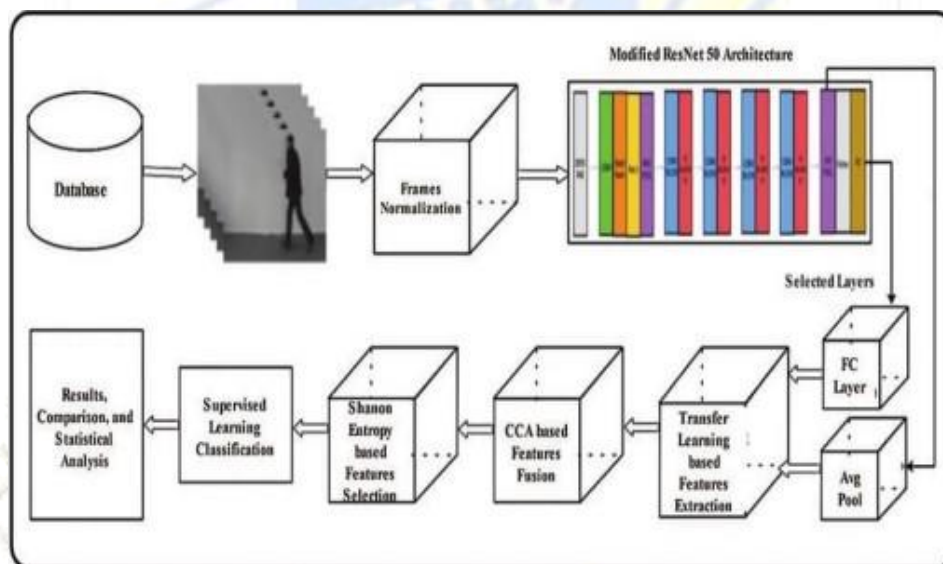 Modified ResNet 50 Architecture
Database
Frames
Normalization
Selected Layers
FC
Layer
Avg
Pool
Transfer
Learning
based
Features
Extraction
CCA based
Features
Fusion
Shanon
Entropy
based
Features
Selection
Supervised
Learning
Classification
Results,
Comparison, and
Statistical
Analysis